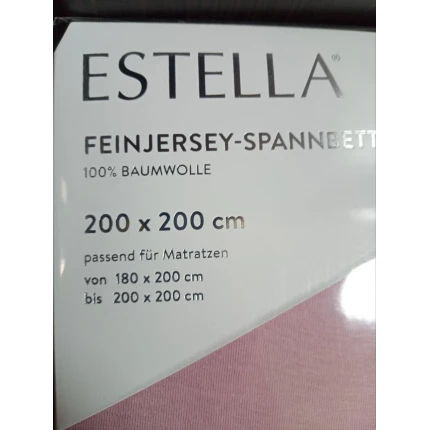 ESTELLA®
FEINJERSEY-SPANNBETT
100% BAUMWOLLE
200 x 200 cm
passend für Matratzen
von 180 x 200 cm
bis 200 x 200 cm